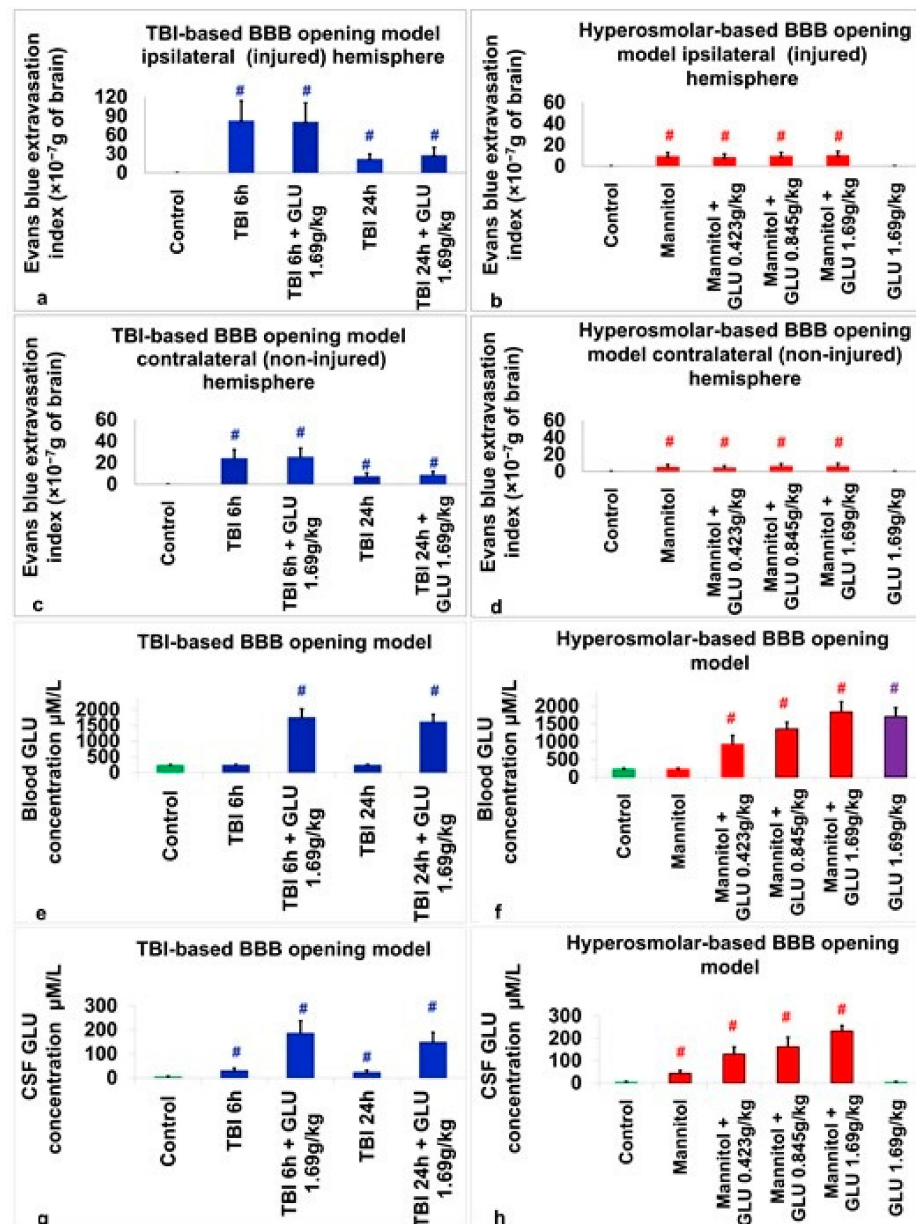 TBI-based BBB opening model
ipsilateral (injured) hemisphere
Evans blue extravasation
index (×10⁻⁷g of brain)
120
90
60
30
0
#
#
#
#
Control
TBI 6h
TBI 6h + GLU
1.69g/kg
TBI 24h
TBI 24h + GLU
1.69g/kg
a
Hyperosmolar-based BBB opening
model ipsilateral (injured)
hemisphere
Evans blue extravasation
index (×10⁻⁷g of brain)
60
40
20
0
#
#
#
#
Control
Mannitol
Mannitol +
GLU 0.423g/kg
Mannitol +
GLU 0.845g/kg
Mannitol +
GLU 1.69g/kg
GLU 1.69g/kg
b
TBI-based BBB opening model
contralateral (non-injured)
hemisphere
Evans blue extravasation
index (×10⁻⁷g of brain)
60
40
20
0
#
#
#
#
Control
TBI 6h
TBI 6h + GLU
1.69g/kg
TBI 24h
TBI 24h +
GLU 1.69g/kg
c
Hyperosmolar-based BBB opening
model contralateral (non-injured)
hemisphere
Evans blue extravasation
index (×10⁻⁷g of brain)
60
40
20
0
#
#
#
#
Control
Mannitol
Mannitol +
GLU 0.423g/kg
Mannitol +
GLU 0.845g/kg
Mannitol +
GLU 1.69g/kg
GLU 1.69g/kg
d
TBI-based BBB opening model
Blood GLU
concentration µM/L
2000
1500
1000
500
0
#
#
Control
TBI 6h
TBI 6h + GLU
1.69g/kg
TBI 24h
TBI 24h + GLU
1.69g/kg
e
Hyperosmolar-based BBB opening
model
Blood GLU
concentration µM/L
2000
1500
1000
500
0
#
#
#
#
Control
Mannitol
Mannitol +
GLU 0.423g/kg
Mannitol +
GLU 0.845g/kg
Mannitol +
GLU 1.69g/kg
GLU 1.69g/kg
f
TBI-based BBB opening model
CSF GLU
concentration µM/L
300
200
100
0
#
#
#
#
Control
TBI 6h
TBI 6h + GLU
1.69g/kg
TBI 24h
TBI 24h + GLU
1.69g/kg
g
Hyperosmolar-based BBB opening
model
CSF GLU
concentration µM/L
300
200
100
0
#
#
#
#
Control
Mannitol
Mannitol +
GLU 0.423g/kg
Mannitol +
GLU 0.845g/kg
Mannitol +
GLU 1.69g/kg
GLU 1.69g/kg
h